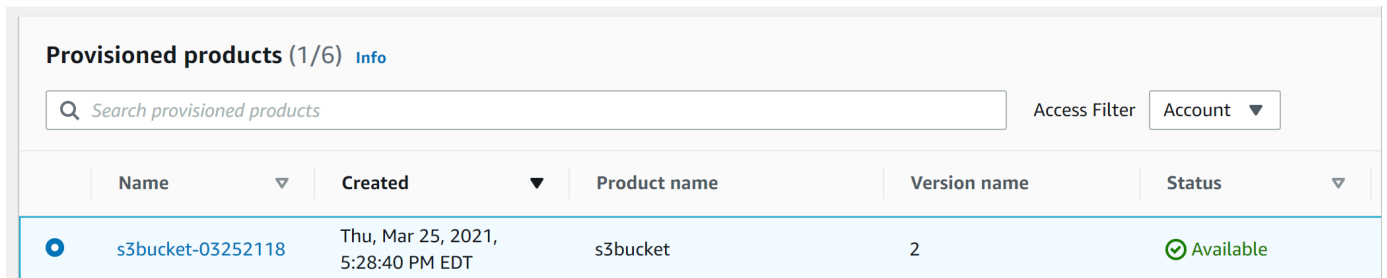 Provisioned products (1/6) Info
Search provisioned products Access Filter Account
Name Created Product name Version name Status
s3bucket-03252118 Thu, Mar 25, 2021, s3bucket 2 Available
5:28:40 PM EDT